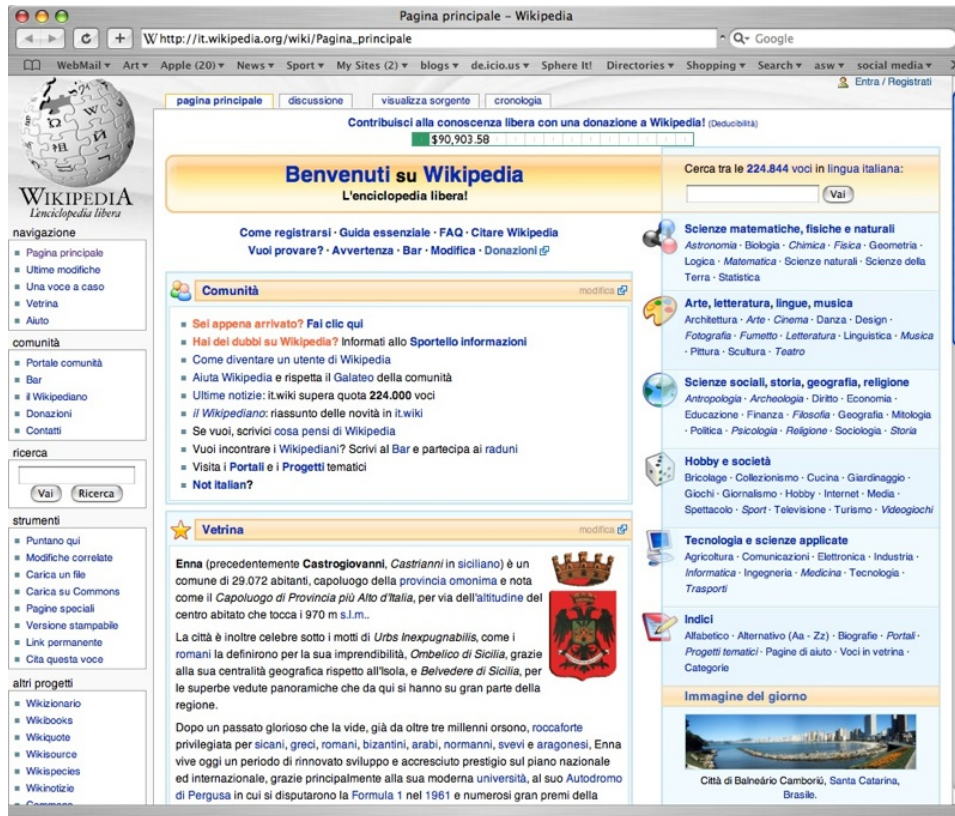 Pagina principale – Wikipedia
W http://it.wikipedia.org/wiki/Pagina_principale
Google
WebMail Art Apple (20) News Sport My Sites (2) blogs de.icio.us Sphere It! Directories Shopping Search asw social media
Entra / Registrati
pagina principale discussione visualizza sorgente cronologia
Contribuisci alla conoscenza libera con una donazione a Wikipedia! (Deducibilità)
$90,903.58
WIKIPEDIA
L'enciclopedia libera
navigazione
Pagina principale
Ultime modifiche
Una voce a caso
Vetrina
Aiuto
comunità
Portale comunità
Bar
il Wikipediano
Donazioni
Contatti
ricerca
Vai Ricerca
strumenti
Puntano qui
Modifiche correlate
Carica un file
Carica su Commons
Pagine speciali
Versione stampabile
Link permanente
Cita questa voce
altri progetti
Wikizionario
Wikibooks
Wikiquote
Wikisource
Wikispecies
Wikinotizie
Commons
Benvenuti su Wikipedia
L'enciclopedia libera!
Come registrarsi · Guida essenziale · FAQ · Citare Wikipedia
Vuoi provare? · Avvertenza · Bar · Modifica · Donazioni
Comunità modifica
Sei appena arrivato? Fai clic qui
Hai dei dubbi su Wikipedia? Informati allo Sportello informazioni
Come diventare un utente di Wikipedia
Aiuta Wikipedia e rispetta il Galateo della comunità
Ultime notizie: it.wiki supera quota 224.000 voci
il Wikipediano: riassunto delle novità in it.wiki
Se vuoi, scrivici cosa pensi di Wikipedia
Vuoi incontrare i Wikipediani? Scrivi al Bar e partecipa ai raduni
Visita i Portali e i Progetti tematici
Not italian?
Vetrina modifica
Enna (precedentemente Castrogiovanni, Castrianni in siciliano) è un
comune di 29.072 abitanti, capoluogo della provincia omonima e nota
come il Capoluogo di Provincia più Alto d'Italia, per via dell'altitudine del
centro abitato che tocca i 970 m s.l.m..
La città è inoltre celebre sotto i motti di Urbs Inexpugnabilis, come i
romani la definirono per la sua imprendibilità, Ombelico di Sicilia, grazie
alla sua centralità geografica rispetto all'Isola, e Belvedere di Sicilia, per
le superbe vedute panoramiche che da qui si hanno su gran parte della
regione.
Dopo un passato glorioso che la vide, già da oltre tre millenni orsono, roccaforte
privilegiata per sicani, greci, romani, bizantini, arabi, normanni, svevi e aragonesi, Enna
vive oggi un periodo di rinnovato sviluppo e accresciuto prestigio sul piano nazionale
ed internazionale, grazie principalmente alla sua moderna università, al suo Autodromo
di Pergusa in cui si disputarono la Formula 1 nel 1961 e numerosi gran premi della
Cerca tra le 224.844 voci in lingua italiana:
Vai
Scienze matematiche, fisiche e naturali
Astronomia · Biologia · Chimica · Fisica · Geometria ·
Logica · Matematica · Scienze naturali · Scienze della
Terra · Statistica
Arte, letteratura, lingue, musica
Architettura · Arte · Cinema · Danza · Design ·
Fotografia · Fumetto · Letteratura · Linguistica · Musica
· Pittura · Scultura · Teatro
Scienze sociali, storia, geografia, religione
Antropologia · Archeologia · Diritto · Economia ·
Educazione · Finanza · Filosofia · Geografia · Mitologia
· Politica · Psicologia · Religione · Sociologia · Storia
Hobby e società
Bricolage · Collezionismo · Cucina · Giardinaggio ·
Giochi · Giornalismo · Hobby · Internet · Media ·
Spettacolo · Sport · Televisione · Turismo · Videogiochi
Tecnologia e scienze applicate
Agricoltura · Comunicazioni · Elettronica · Industria ·
Informatica · Ingegneria · Medicina · Tecnologia ·
Trasporti
Indici
Alfabetico · Alternativo (Aa - Zz) · Biografie · Portali ·
Progetti tematici · Pagine di aiuto · Voci in vetrina ·
Categorie
Immagine del giorno
Città di Balneário Camboriú, Santa Catarina,
Brasile.